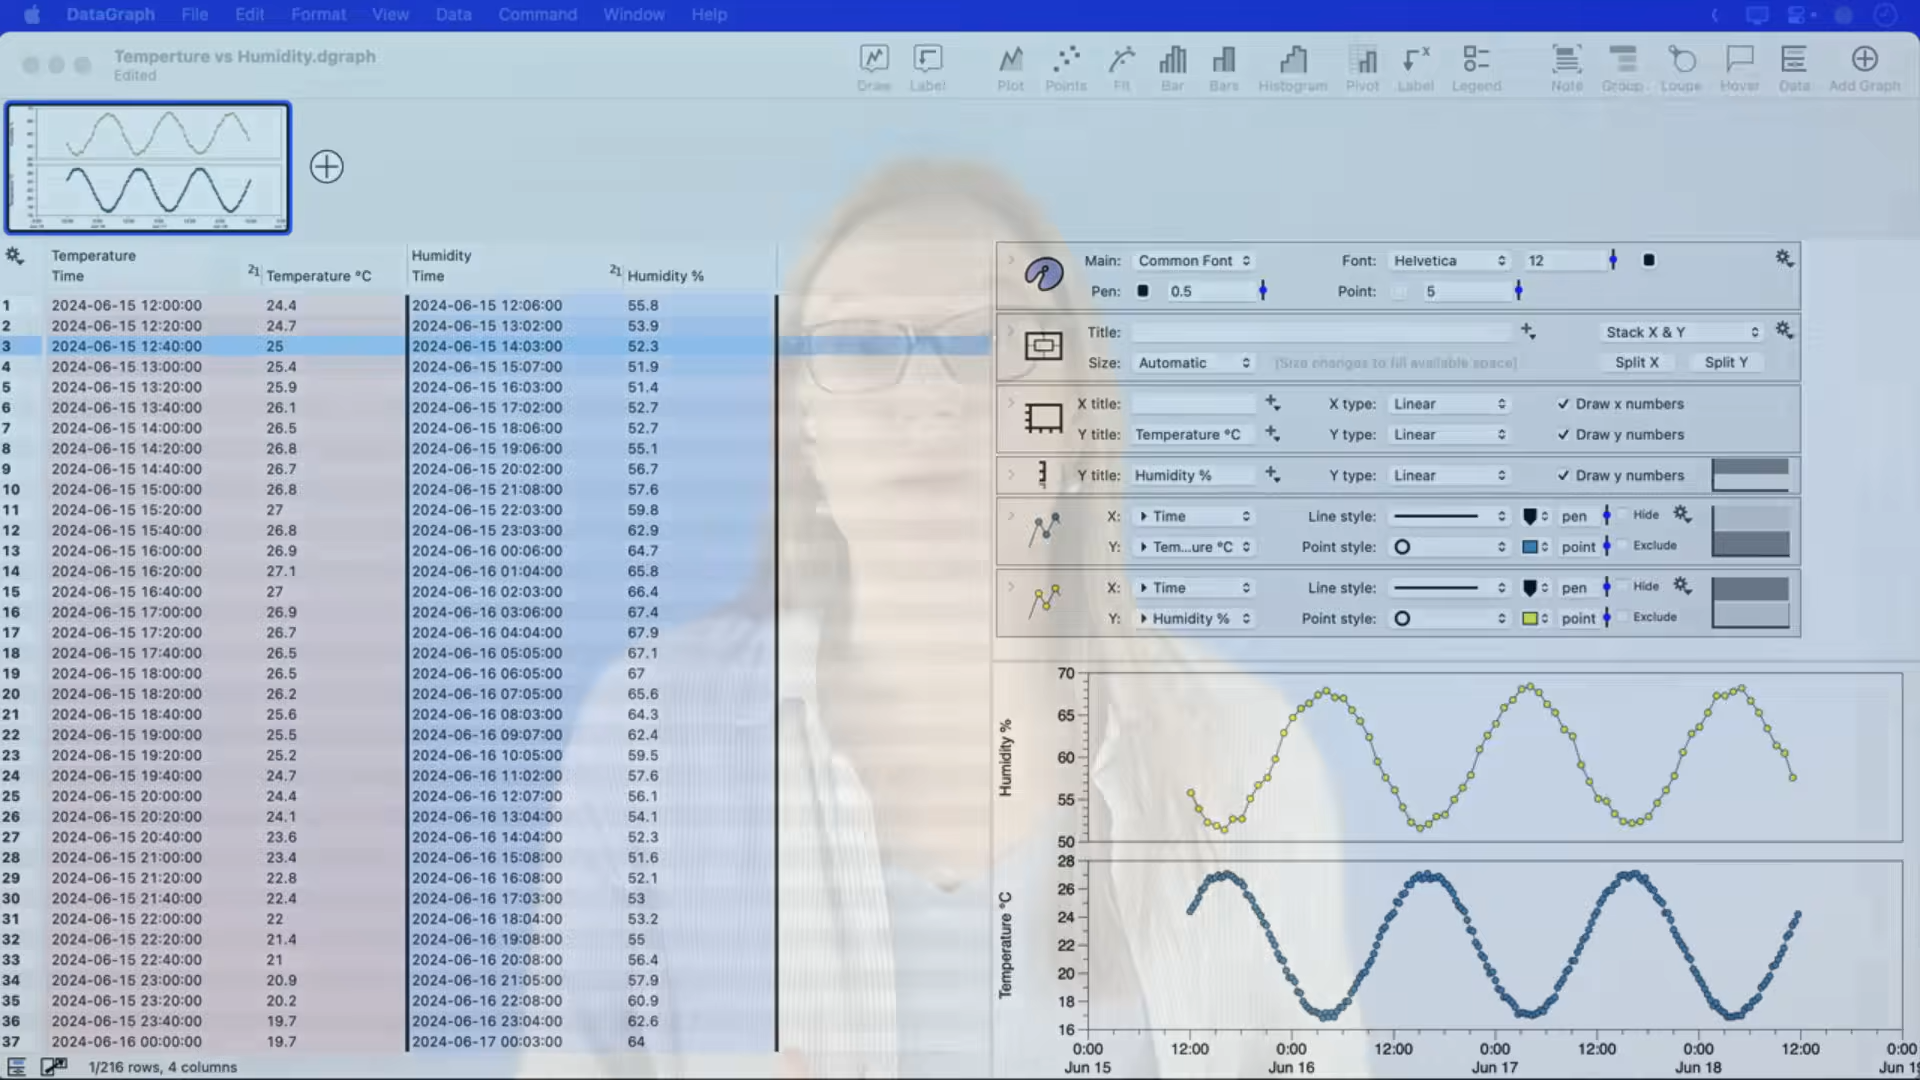 DataGraph File Edit Format View Data Command Window Help
Temperture vs Humidity.dgraph
Edited
Draw Label Plot Points Fit Bar Bars Histogram Pivot Label Legend Note Group Loupe Hover Data Add Graph
Temperature Humidity
Time Temperature °C Time Humidity %
1 2024-06-15 12:00:00 24.4 2024-06-15 12:06:00 55.8
2 2024-06-15 12:20:00 24.7 2024-06-15 13:02:00 53.9
3 2024-06-15 12:40:00 25 2024-06-15 14:03:00 52.3
4 2024-06-15 13:00:00 25.4 2024-06-15 15:07:00 51.9
5 2024-06-15 13:20:00 25.9 2024-06-15 16:03:00 51.4
6 2024-06-15 13:40:00 26.1 2024-06-15 17:02:00 52.7
7 2024-06-15 14:00:00 26.5 2024-06-15 18:06:00 52.7
8 2024-06-15 14:20:00 26.8 2024-06-15 19:06:00 55.1
9 2024-06-15 14:40:00 26.7 2024-06-15 20:02:00 56.7
10 2024-06-15 15:00:00 26.8 2024-06-15 21:08:00 57.6
11 2024-06-15 15:20:00 27 2024-06-15 22:03:00 59.8
12 2024-06-15 15:40:00 26.8 2024-06-15 23:03:00 62.9
13 2024-06-15 16:00:00 26.9 2024-06-16 00:06:00 64.7
14 2024-06-15 16:20:00 27.1 2024-06-16 01:04:00 65.8
15 2024-06-15 16:40:00 27 2024-06-16 02:03:00 66.4
16 2024-06-15 17:00:00 26.9 2024-06-16 03:06:00 67.4
17 2024-06-15 17:20:00 26.7 2024-06-16 04:04:00 67.9
18 2024-06-15 17:40:00 26.5 2024-06-16 05:05:00 67.1
19 2024-06-15 18:00:00 26.5 2024-06-16 06:05:00 67
20 2024-06-15 18:20:00 26.2 2024-06-16 07:05:00 65.6
21 2024-06-15 18:40:00 25.6 2024-06-16 08:03:00 64.3
22 2024-06-15 19:00:00 25.5 2024-06-16 09:07:00 62.4
23 2024-06-15 19:20:00 25.2 2024-06-16 10:05:00 59.5
24 2024-06-15 19:40:00 24.7 2024-06-16 11:02:00 57.6
25 2024-06-15 20:00:00 24.4 2024-06-16 12:07:00 56.1
26 2024-06-15 20:20:00 24.1 2024-06-16 13:04:00 54.1
27 2024-06-15 20:40:00 23.6 2024-06-16 14:04:00 52.3
28 2024-06-15 21:00:00 23.4 2024-06-16 15:08:00 51.6
29 2024-06-15 21:20:00 22.8 2024-06-16 16:08:00 52.1
30 2024-06-15 21:40:00 22.4 2024-06-16 17:03:00 53
31 2024-06-15 22:00:00 22 2024-06-16 18:04:00 53.2
32 2024-06-15 22:20:00 21.4 2024-06-16 19:08:00 55
33 2024-06-15 22:40:00 21 2024-06-16 20:08:00 56.4
34 2024-06-15 23:00:00 20.9 2024-06-16 21:05:00 57.9
35 2024-06-15 23:20:00 20.2 2024-06-16 22:08:00 60.9
36 2024-06-15 23:40:00 19.7 2024-06-16 23:04:00 62.6
37 2024-06-16 00:00:00 19.7 2024-06-17 00:03:00 64
1/216 rows, 4 columns
Main: Common Font Font: Helvetica 12
Pen: 0.5 Point: 5
Title: Stack X & Y
Size: Automatic [Size changes to fill available space] Split X Split Y
X title: X type: Linear Draw x numbers
Y title: Temperature °C Y type: Linear Draw y numbers
Y title: Humidity % Y type: Linear Draw y numbers
X: Time Line style: pen Hide
Y: Tem...ure °C Point style: point Exclude
X: Time Line style: pen Hide
Y: Humidity % Point style: point Exclude
Humidity %
70
65
60
55
50
Temperature °C
28
26
24
22
20
18
16
0:00 12:00 0:00 12:00 0:00 12:00 0:00 12:00 0:00
Jun 15 Jun 16 Jun 17 Jun 18